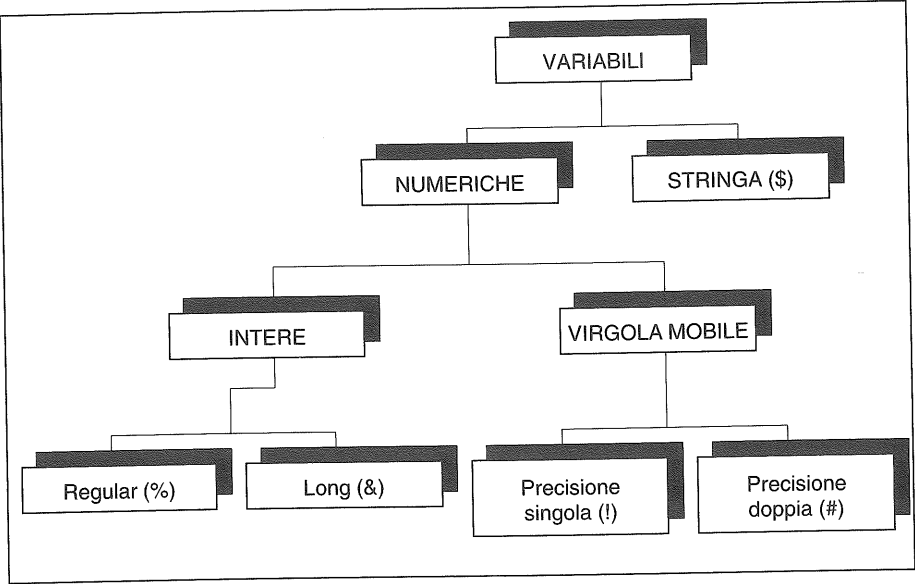 VARIABILI
NUMERICHE
STRINGA ($)
INTERE
VIRGOLA MOBILE
Regular (%)
Long (&)
Precisione
singola (!)
Precisione
doppia (#)